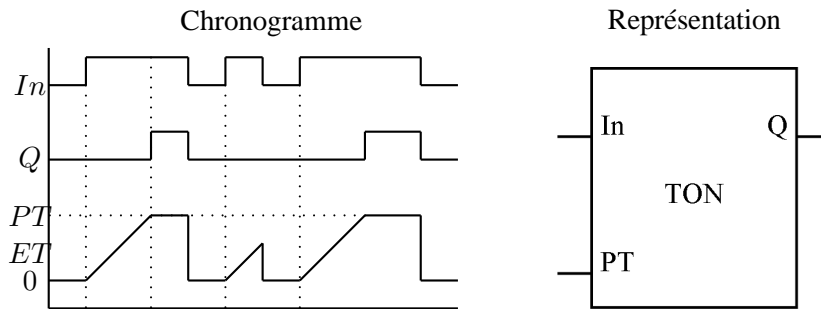 Chronogramme
In
Q
PT
ET
0
Représentation
In
Q
TON
PT